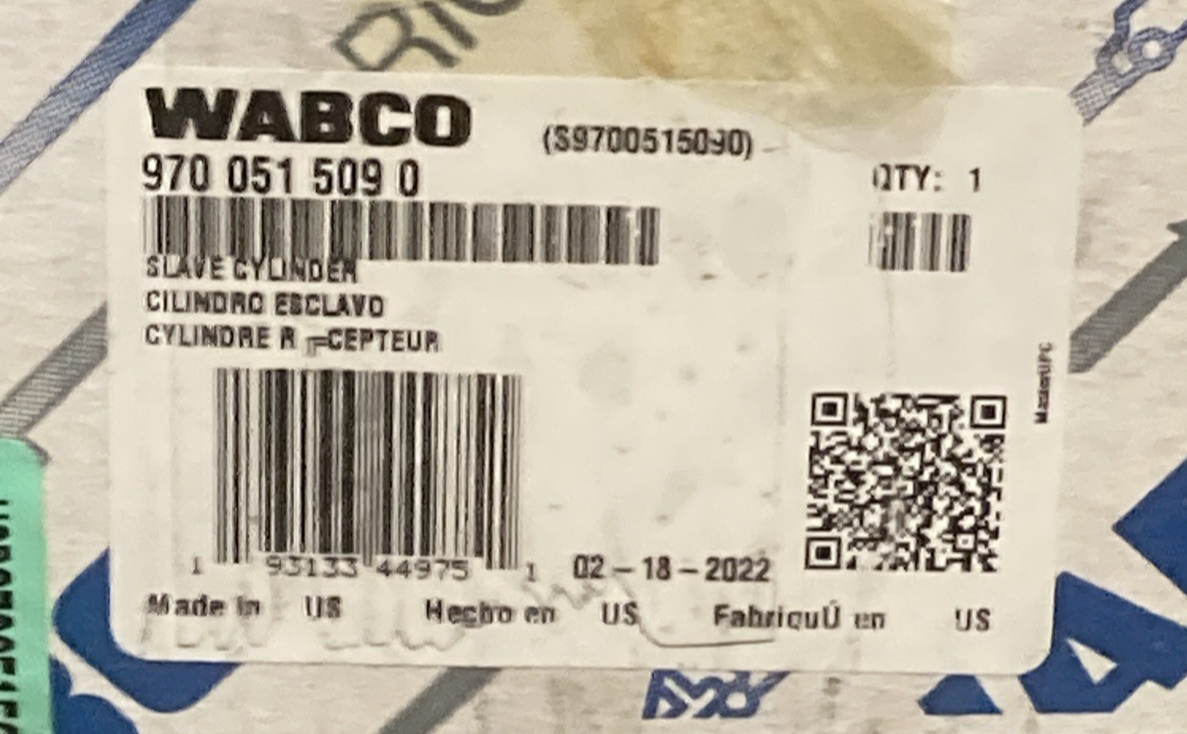 WABCO
(S9700515090)
970 051 509 0
QTY: 1
SLAVE CYLINDER
CILINDRO ESCLAVO
CYLINDRE R╒CEPTEUR
MasterUPC
1 93133 44975 1
02-18-2022
Made in US Hecho en US FabriquÚ en US